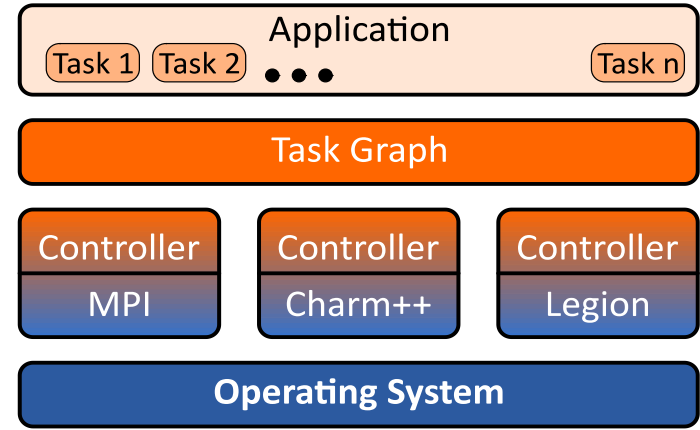 Application
Task 1 Task 2 ••• Task n
Task Graph
Controller Controller Controller
MPI Charm++ Legion
Operating System